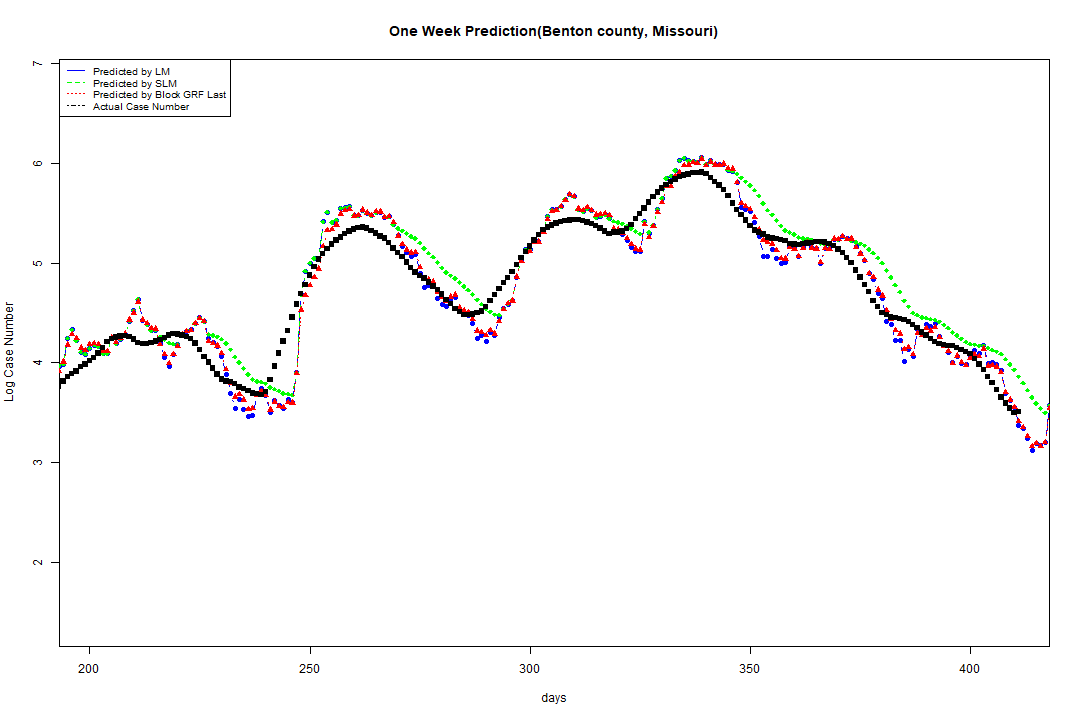 One Week Prediction(Benton county, Missouri)
Predicted by LM
Predicted by SLM
Predicted by Block GRF Last
Actual Case Number
7
6
5
4
3
2
Log Case Number
200 250 300 350 400
days